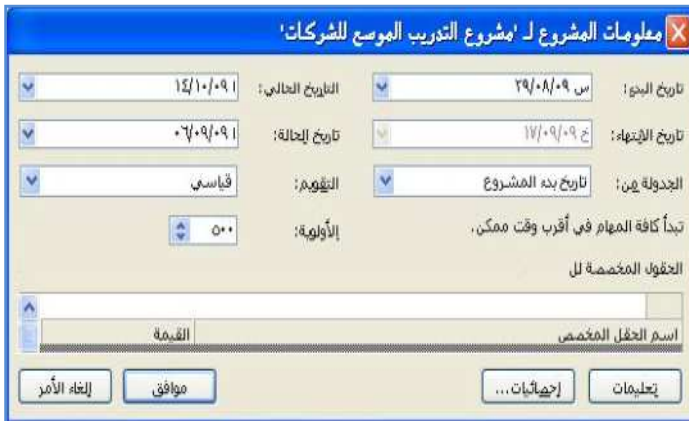 معلومات المشروع لـ 'مشروع التدريب الموسع للشركات'
تاريخ البدء: س ٢٩/٠٨/٠٩ التاريخ الحالي: ا ١٤/١٠/٠٩
تاريخ الانتهاء: خ ١٧/٠٩/٠٩ تاريخ الحالة: ا ٠٦/٠٩/٠٩
الجدولة من: تاريخ بدء المشروع التقويم: قياسي
تبدأ كافة المهام في أقرب وقت ممكن. الأولوية: ٥٠٠
الحقول المخصصة لل
اسم الحقل المخصص القيمة
تعليمات إحصائيات... موافق إلغاء الأمر